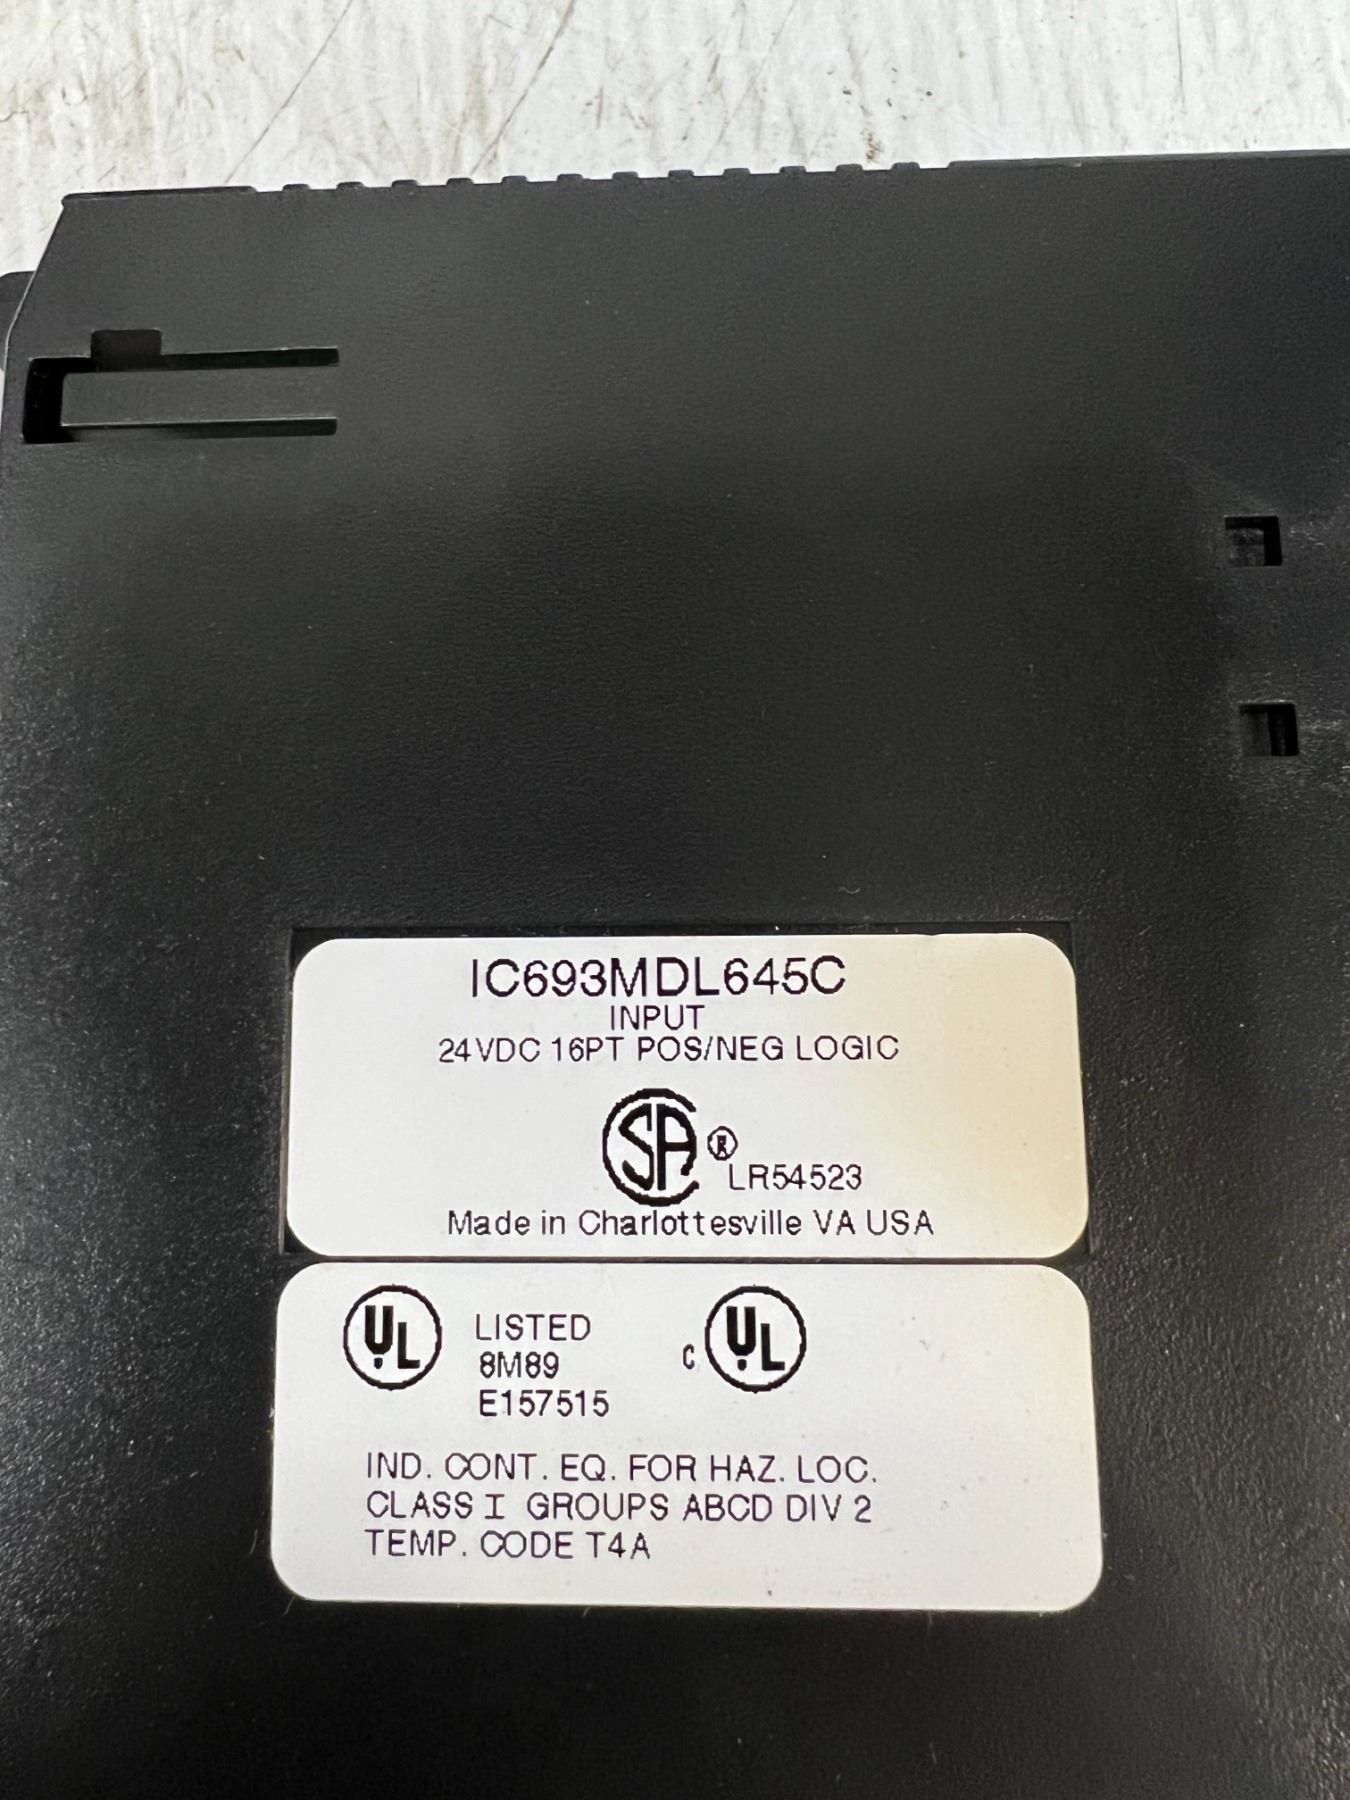 IC693MDL645C
INPUT
24VDC 16PT POS/NEG LOGIC
SA ®
LR54523
Made in Charlottesville VA USA
UL LISTED C UL
8M89
E157515
IND. CONT. EQ. FOR HAZ. LOC.
CLASS I GROUPS ABCD DIV 2
TEMP. CODE T4A